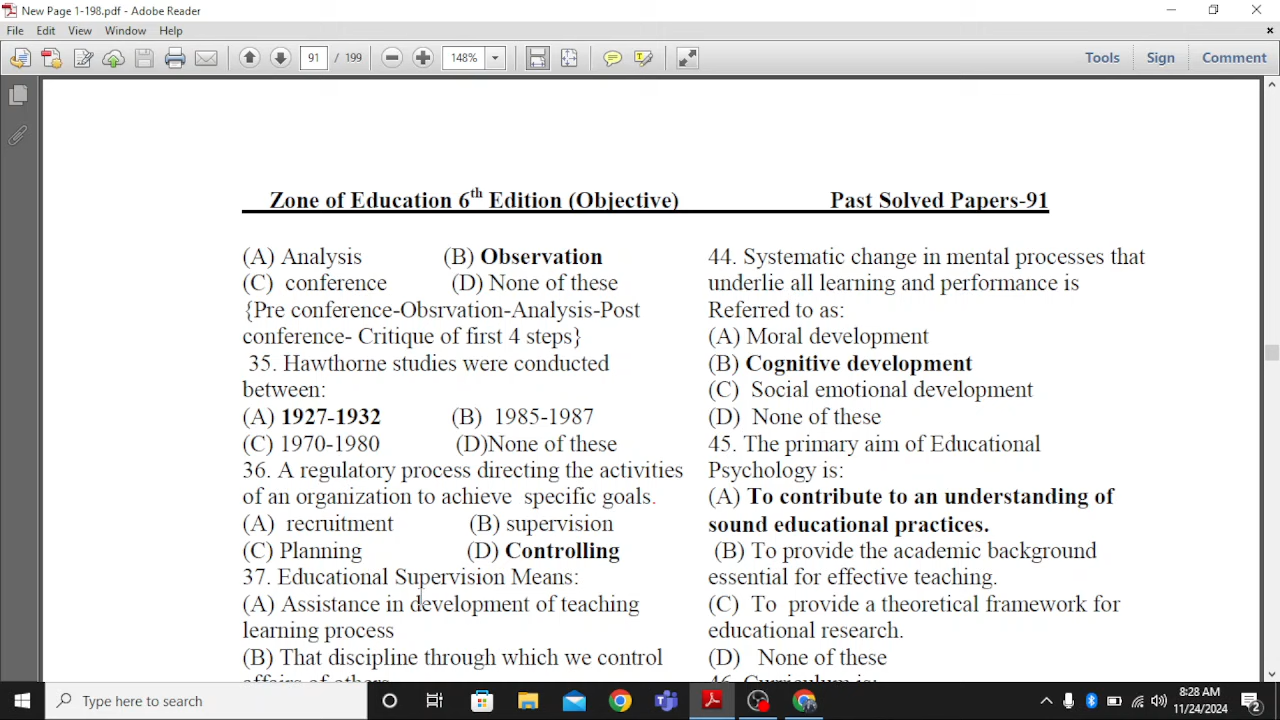 New Page 1-198.pdf - Adobe Reader
File Edit View Window Help
91 / 199 148% Tools Sign Comment
Zone of Education 6th Edition (Objective) Past Solved Papers-91
(A) Analysis (B) Observation
(C) conference (D) None of these
{Pre conference-Obsrvation-Analysis-Post
conference- Critique of first 4 steps}
35. Hawthorne studies were conducted
between:
(A) 1927-1932 (B) 1985-1987
(C) 1970-1980 (D)None of these
36. A regulatory process directing the activities
of an organization to achieve specific goals.
(A) recruitment (B) supervision
(C) Planning (D) Controlling
37. Educational Supervision Means:
(A) Assistance in development of teaching
learning process
(B) That discipline through which we control
affairs of others
44. Systematic change in mental processes that
underlie all learning and performance is
Referred to as:
(A) Moral development
(B) Cognitive development
(C) Social emotional development
(D) None of these
45. The primary aim of Educational
Psychology is:
(A) To contribute to an understanding of
sound educational practices.
(B) To provide the academic background
essential for effective teaching.
(C) To provide a theoretical framework for
educational research.
(D) None of these
46. Curriculum is:
Type here to search
8:28 AM
11/24/2024
2